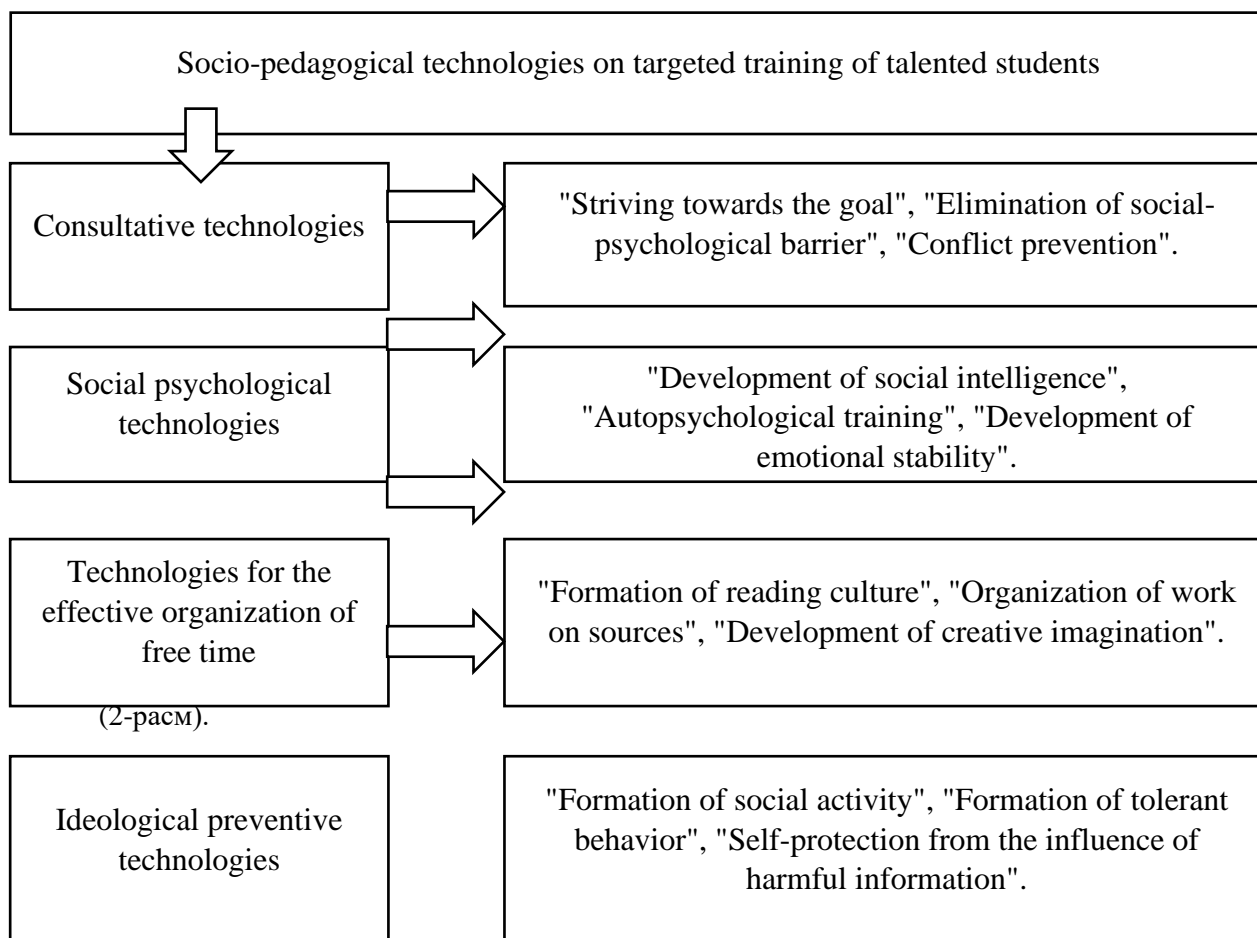 Socio-pedagogical technologies on targeted training of talented students
Consultative technologies
"Striving towards the goal", "Elimination of social-
psychological barrier", "Conflict prevention".
Social psychological
technologies
"Development of social intelligence",
"Autopsychological training", "Development of
emotional stability".
Technologies for the
effective organization of
free time
"Formation of reading culture", "Organization of work
on sources", "Development of creative imagination".
(2-расм).
Ideological preventive
technologies
"Formation of social activity", "Formation of tolerant
behavior", "Self-protection from the influence of
harmful information".